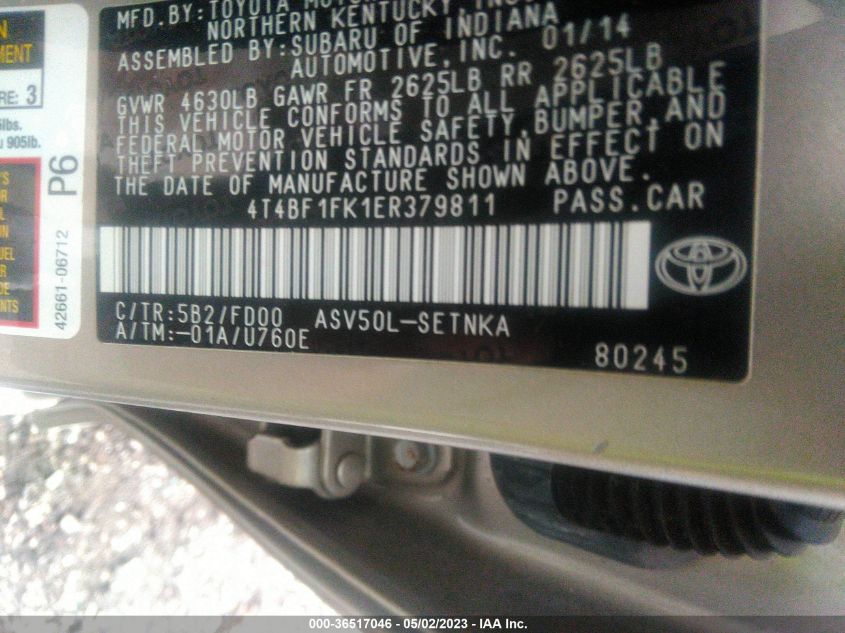 MFD.BY:TOYOTA MOTOR
NORTHERN KENTUCKY, INC
ASSEMBLED BY:SUBARU OF INDIANA
AUTOMOTIVE,INC. 01/14
GVWR 4630LB GAWR FR 2625LB RR 2625LB
THIS VEHICLE CONFORMS TO ALL APPLICABLE
FEDERAL MOTOR VEHICLE SAFETY,BUMPER,AND
THEFT PREVENTION STANDARDS IN EFFECT ON
THE DATE OF MANUFACTURE SHOWN ABOVE.
4T4BF1FK1ER379811 PASS.CAR
C/TR:5B2/FD00 ASV50L-SETNKA
A/TM:-01A/U760E
80245
RE: 3
lbs.
905lb.
P6
42661-06712
000-36517046 - 05/02/2023 - IAA Inc.